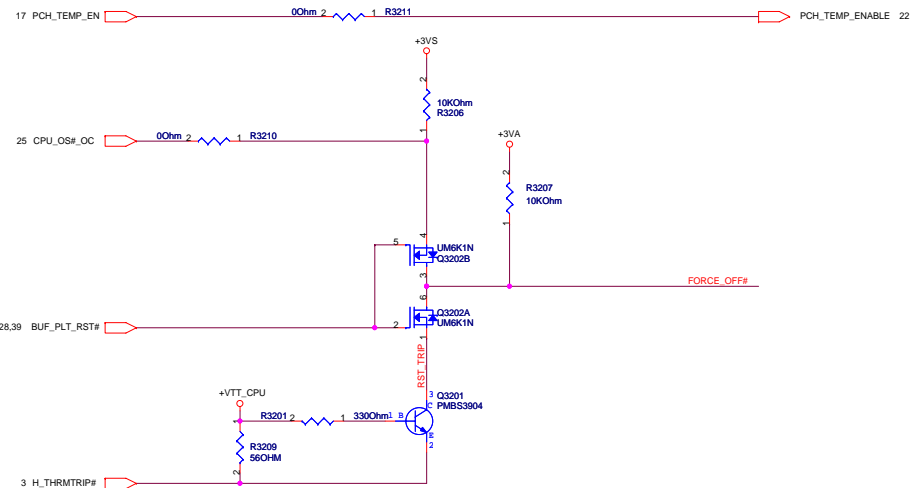 17 PCH_TEMP_EN
0Ohm 2
1 R3211
PCH_TEMP_ENABLE 22
+3VS
2
10KOhm
R3206
1
25 CPU_OS#_OC
0Ohm 2
1 R3210
+3VA
2
R3207
10KOhm
1
4
5
UM6K1N
Q3202B
3
FORCE_OFF#
6
Q3202A
UM6K1N
2
28,39 BUF_PLT_RST#
1
RST_TRIP
+VTT_CPU
3 Q3201
C PMBS3904
R3201 2
1 330Ohm 1 B
E
2
1
R3209
56OHM
2
3 H_THRMTRIP#